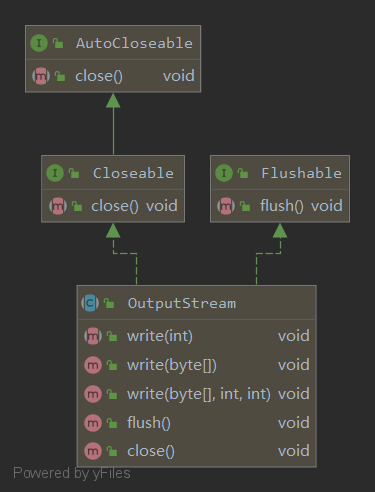 AutoCloseable
close() void
Closeable
close() void
Flushable
flush() void
OutputStream
write(int) void
write(byte[]) void
write(byte[], int, int) void
flush() void
close() void
Powered by yFiles